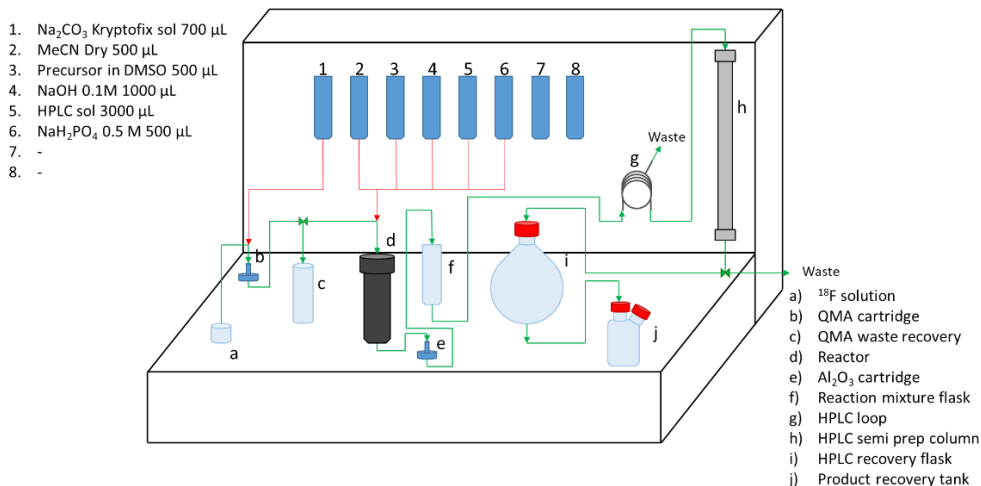 1. Na₂CO₃ Kryptofix sol 700 µL
2. MeCN Dry 500 µL
3. Precursor in DMSO 500 µL
4. NaOH 0.1M 1000 µL
5. HPLC sol 3000 µL
6. NaH₂PO₄ 0.5 M 500 µL
7. -
8. -
1 2 3 4 5 6 7 8
h
Waste
g
d
b
c
f
i
Waste
a
e
j
a) ¹⁸F solution
b) QMA cartridge
c) QMA waste recovery
d) Reactor
e) Al₂O₃ cartridge
f) Reaction mixture flask
g) HPLC loop
h) HPLC semi prep column
i) HPLC recovery flask
j) Product recovery tank